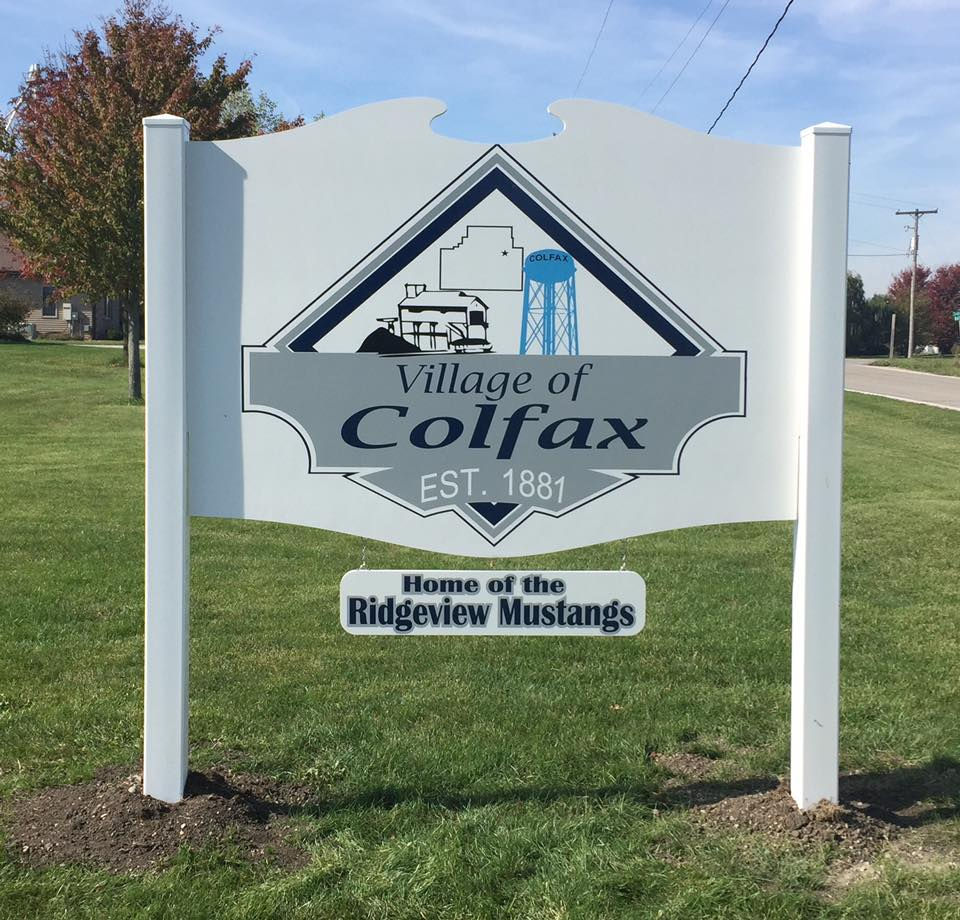 COLFAX
Village of
Colfax
EST. 1881
Home of the
Ridgeview Mustangs